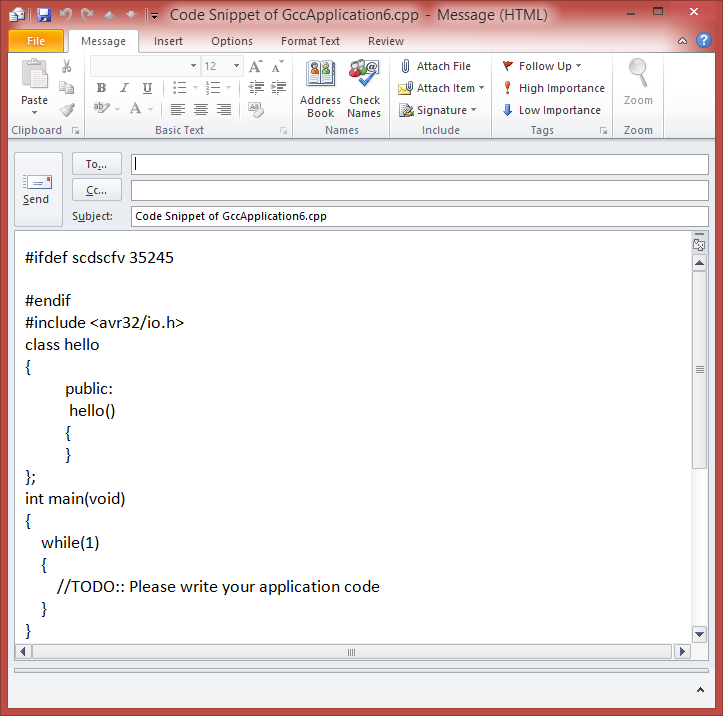 Code Snippet of GccApplication6.cpp - Message (HTML)
File Message Insert Options Format Text Review
Paste
Clipboard
12
B I U
Basic Text
Address Book
Check Names
Names
Attach File
Attach Item
Signature
Include
Follow Up
High Importance
Low Importance
Tags
Zoom
Zoom
Send
To...
Cc...
Subject: Code Snippet of GccApplication6.cpp
#ifdef scdscfv 35245
#endif
#include <avr32/io.h>
class hello
{
public:
hello()
{
}
};
int main(void)
{
while(1)
{
//TODO:: Please write your application code
}
}